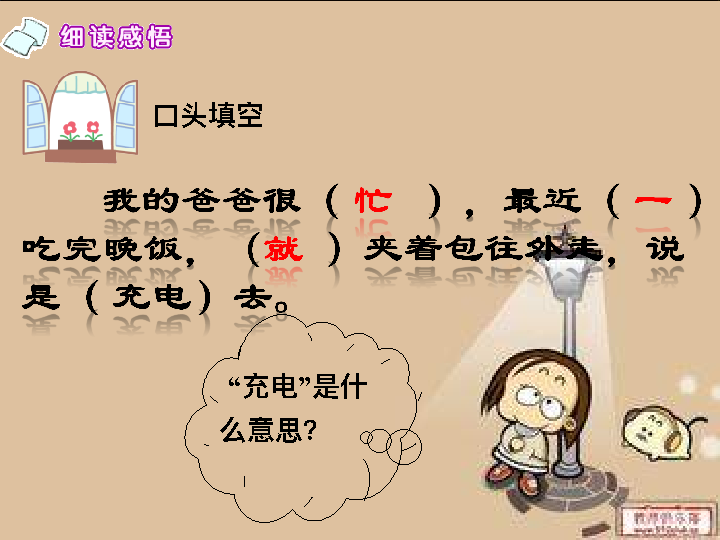 细读感悟
口头填空
我的爸爸很（忙），最近（一）
吃完晚饭，（就）夹着包往外走，说
是（充电）去。
“充电”是什
么意思?